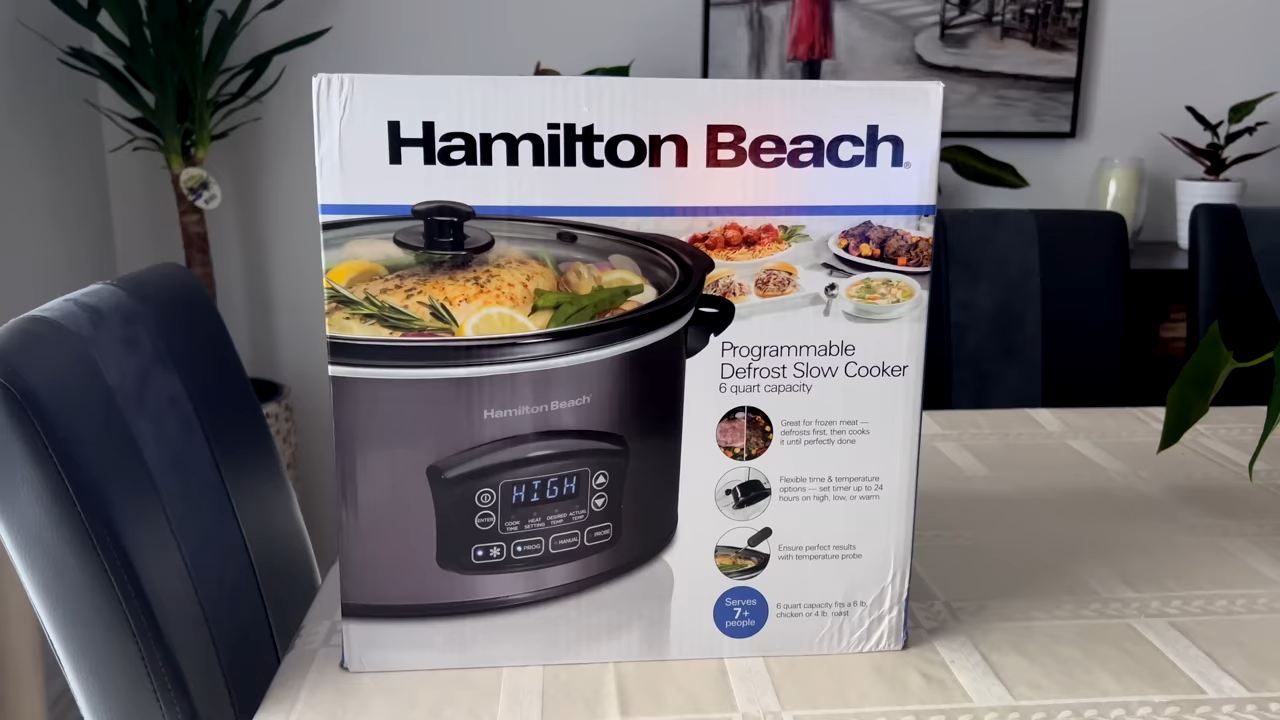 Hamilton Beach®
Programmable
Defrost Slow Cooker
6 quart capacity
Great for frozen meat —
defrosts first, then cooks
it until perfectly done
Flexible time & temperature
options — set timer up to 24
hours on high, low, or warm
Ensure perfect results
with temperature probe
Serves
7+
people
6 quart capacity fits a 6 lb.
chicken or 4 lb. roast
Hamilton Beach
HIGH
ENTER
COOK TIME
HEAT SETTING
DESIRED TEMP
ACTUAL TEMP
PROG
MANUAL
PROBE